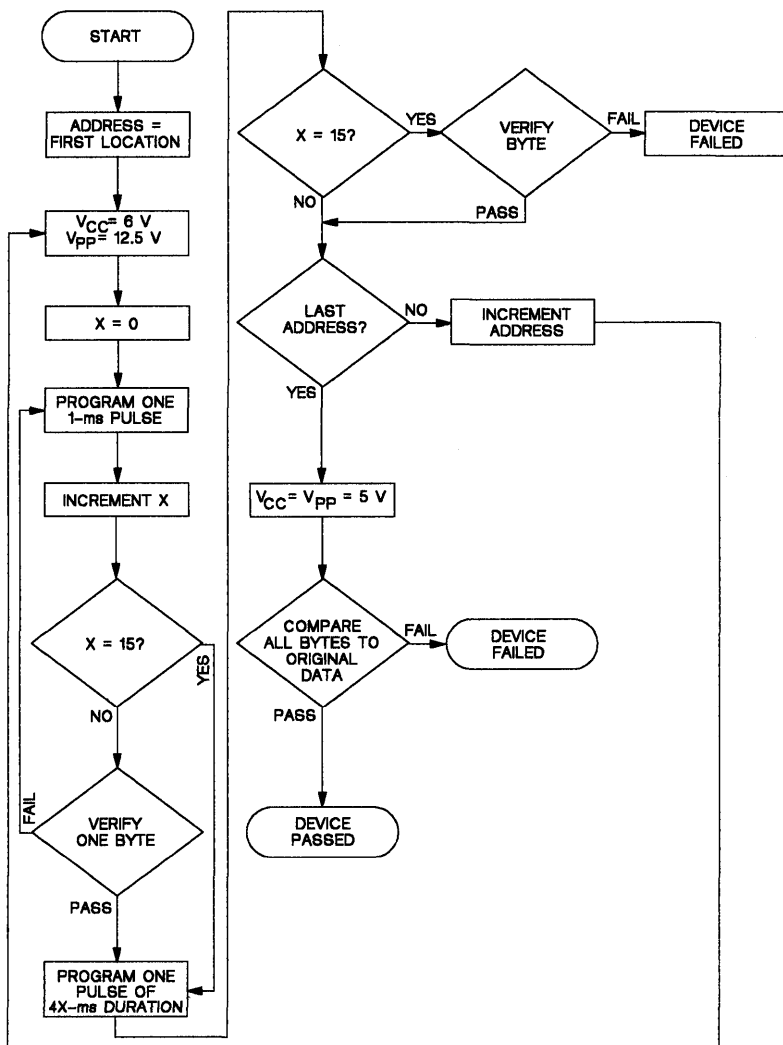 START
ADDRESS =
FIRST LOCATION
VCC= 6 V
VPP= 12.5 V
X = 0
PROGRAM ONE
1-ms PULSE
INCREMENT X
X = 15?
YES
NO
VERIFY
ONE BYTE
FAIL
PASS
PROGRAM ONE
PULSE OF
4X-ms DURATION
X = 15?
YES
NO
VERIFY
BYTE
FAIL
PASS
DEVICE
FAILED
LAST
ADDRESS?
NO
YES
INCREMENT
ADDRESS
VCC= VPP = 5 V
COMPARE
ALL BYTES TO
ORIGINAL
DATA
FAIL
PASS
DEVICE
FAILED
DEVICE
PASSED